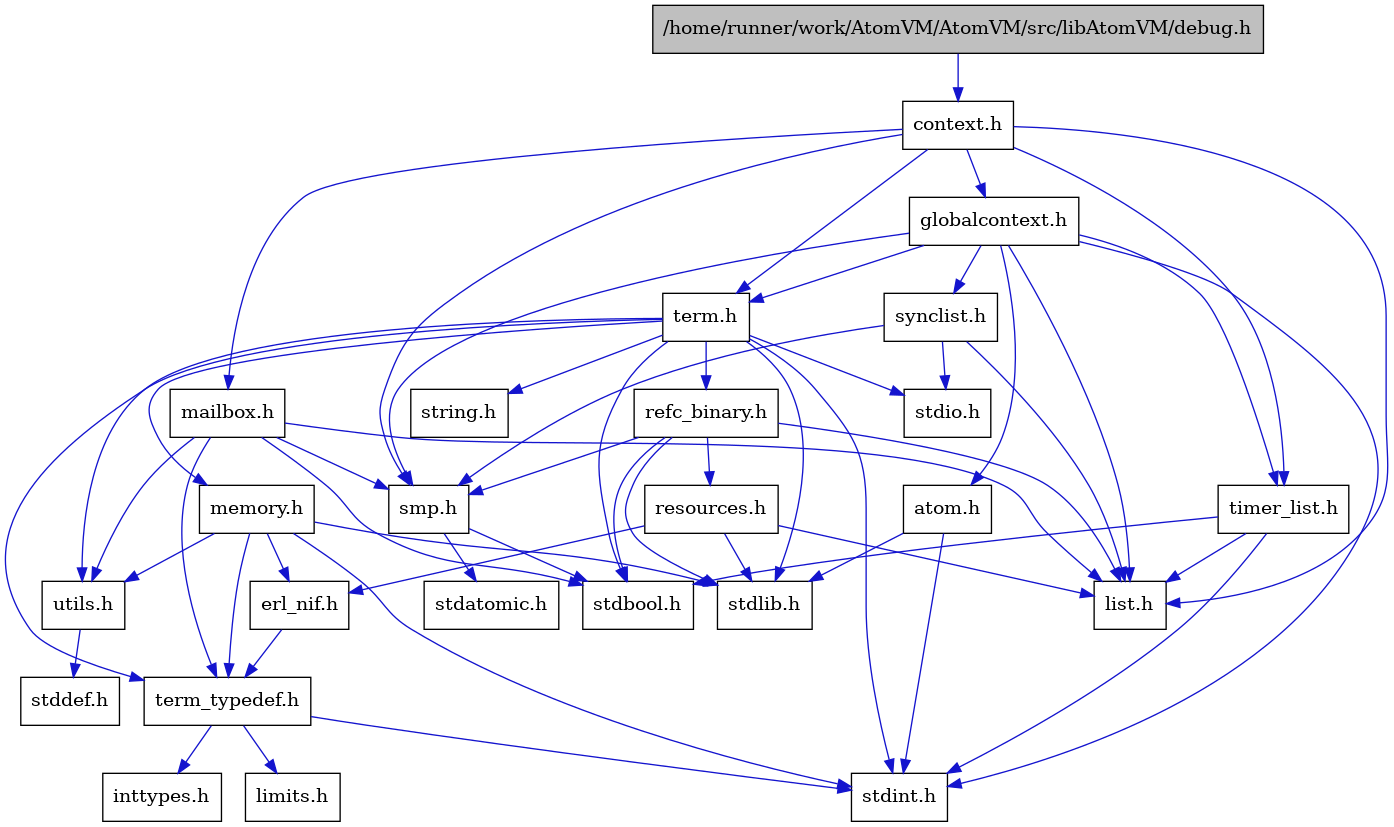 /home/runner/work/AtomVM/AtomVM/src/libAtomVM/debug.h
context.h
globalcontext.h
term.h
synclist.h
mailbox.h
string.h
refc_binary.h
stdio.h
memory.h
smp.h
resources.h
atom.h
timer_list.h
utils.h
erl_nif.h
stdatomic.h
stdbool.h
stdlib.h
list.h
stddef.h
term_typedef.h
inttypes.h
limits.h
stdint.h